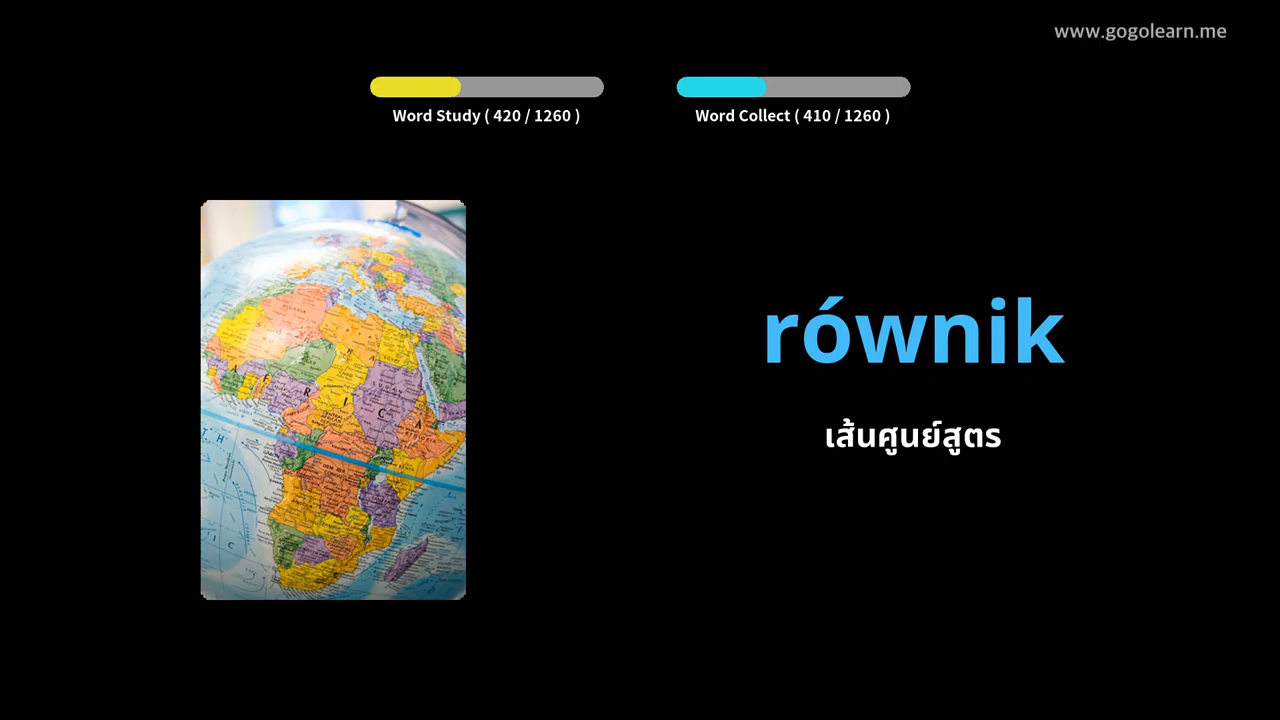 www.gogolearn.me
Word Study ( 420 / 1260 )
Word Collect ( 410 / 1260 )
równik
เส้นศูนย์สูตร
ALGERIA
A F R I C A